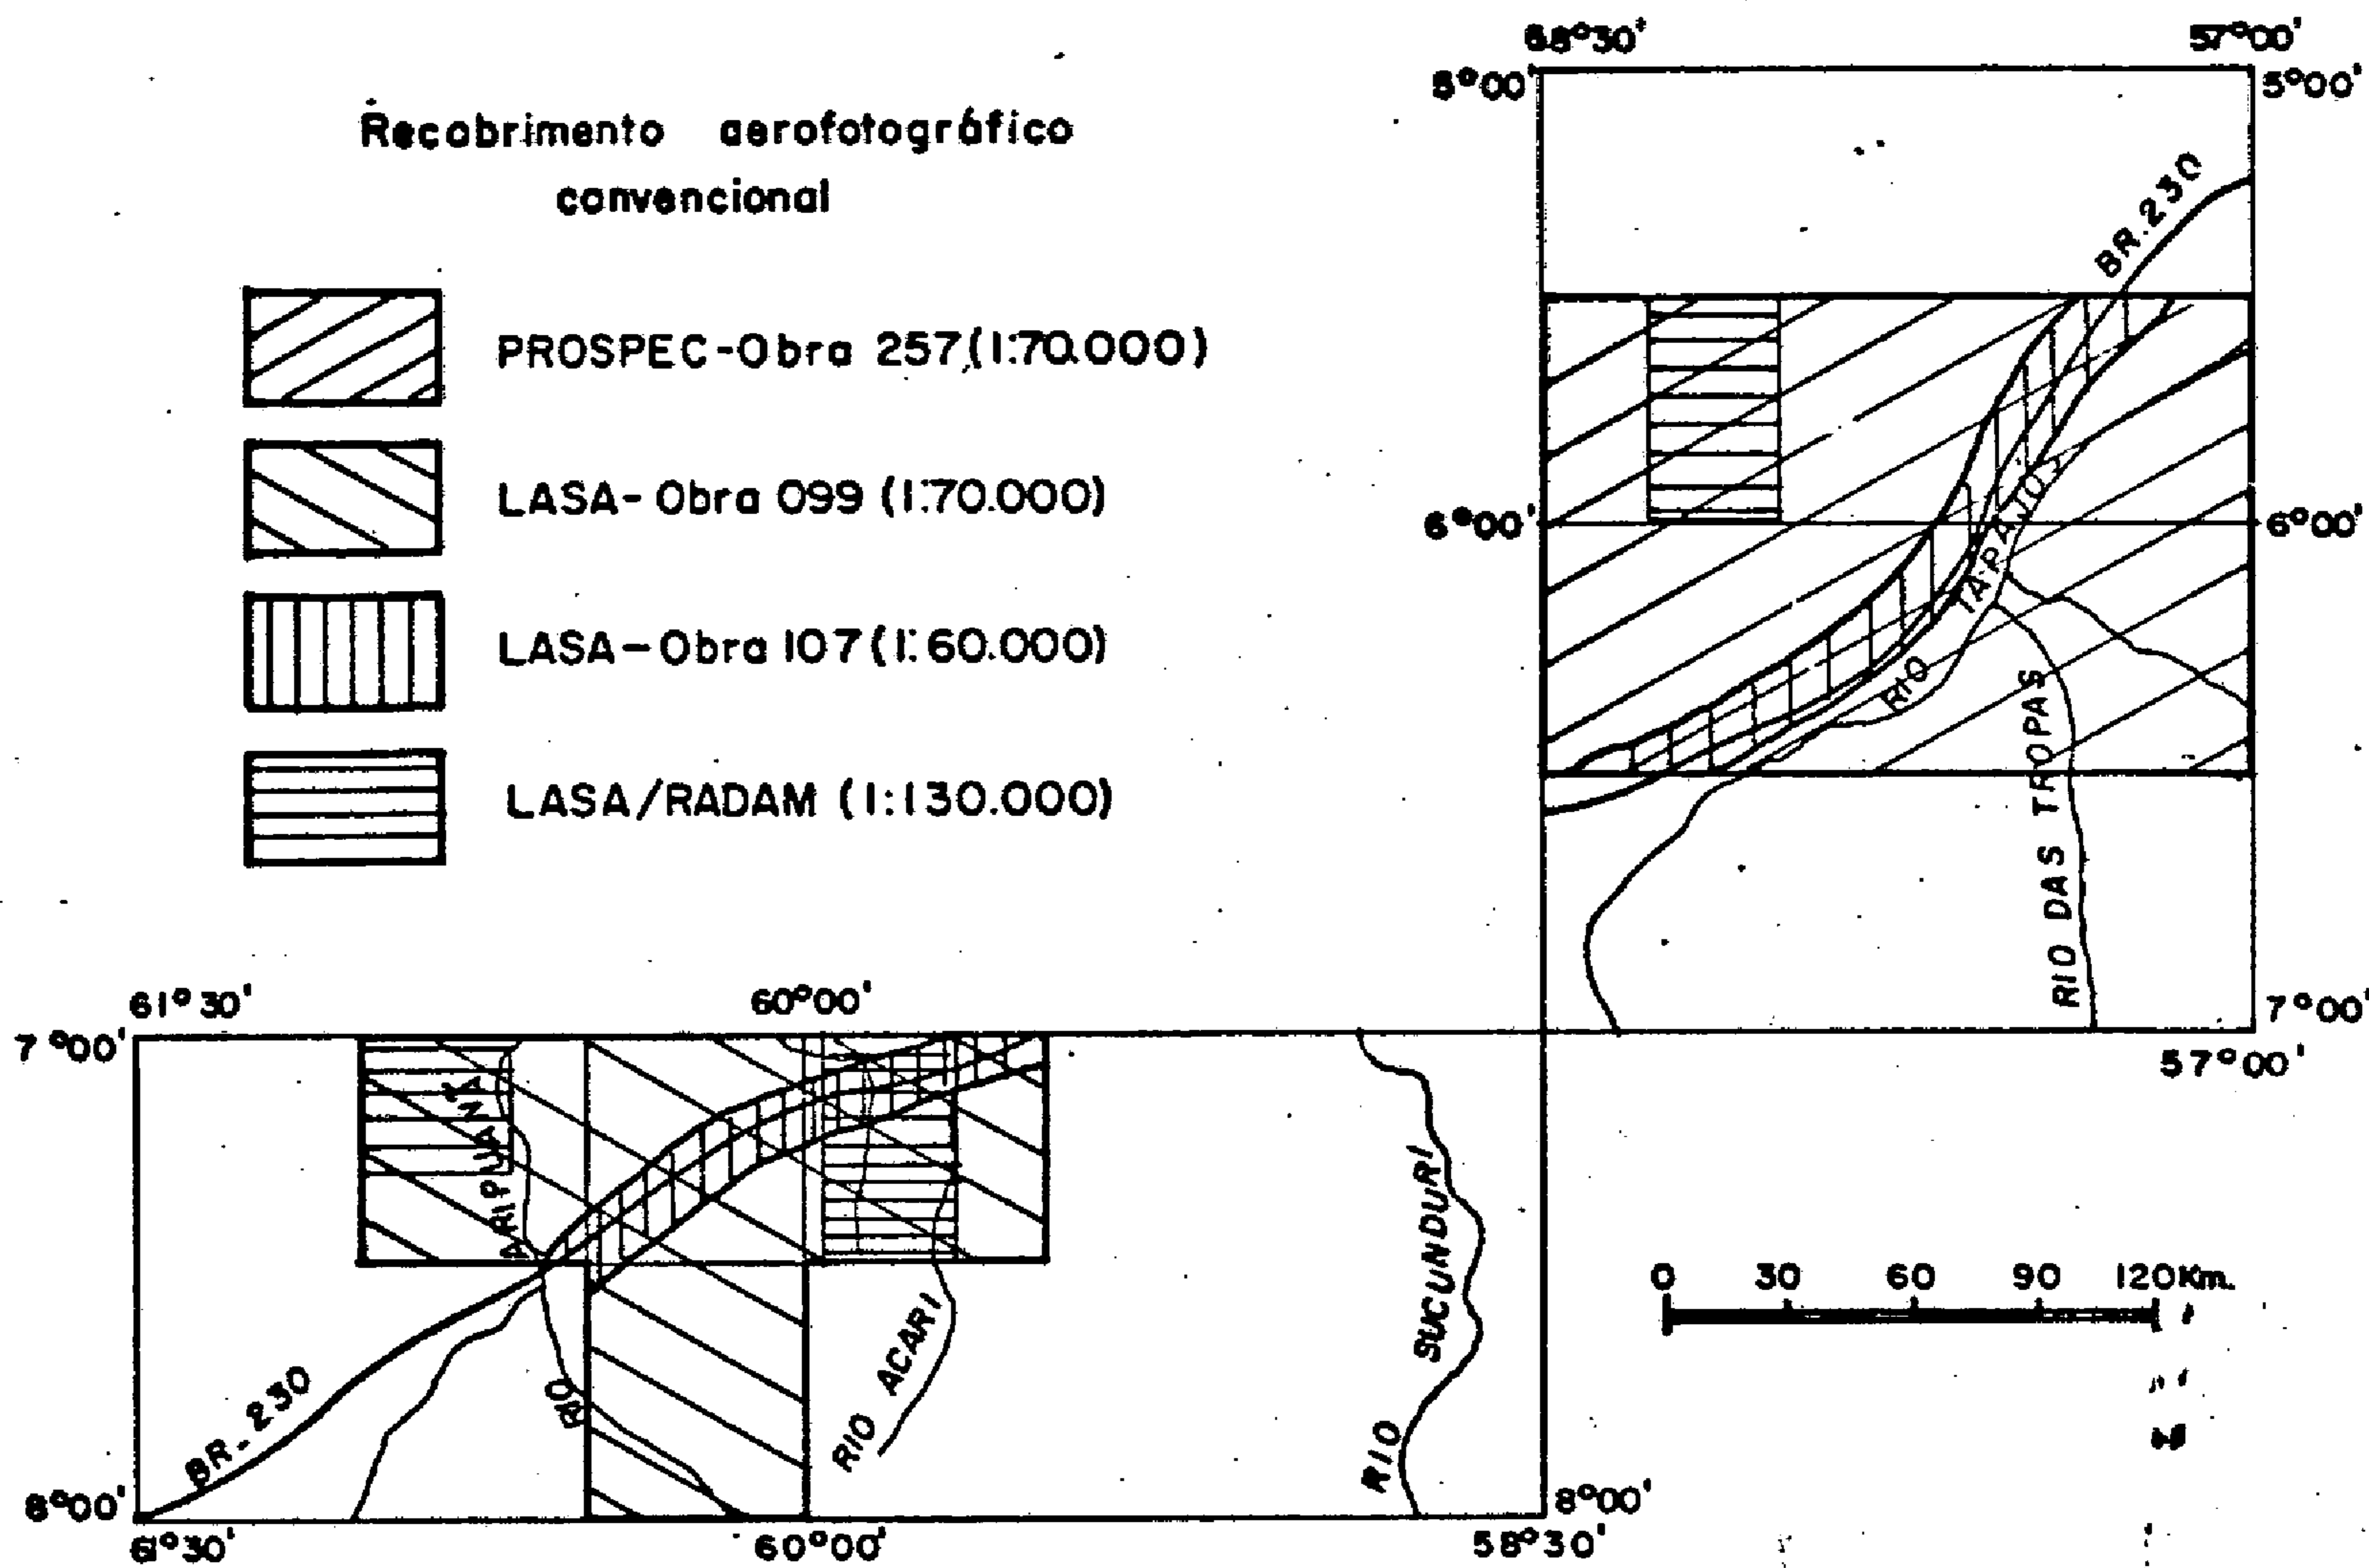 Recobrimento aerofotográfico
convencional
PROSPEC-Obra 257 (1:70.000)
LASA-Obra 099 (1:70.000)
LASA-Obra 107 (1:60.000)
LASA/RADAM (1:130.000)
58°30' 57°00'
5°00' 5°00'
BR.230
6°00' 6°00'
RIO TAPAJÓS
RIO DAS TROPAS
7°00'
57°00'
61°30' 60°00'
7°00'
ARIPUANÃ
RIO
BR-230
RIO ACARI
RIO SUCUNDURI
0 30 60 90 120Km.
8°00' 8°00'
61°30' 60°00' 58°30'
N